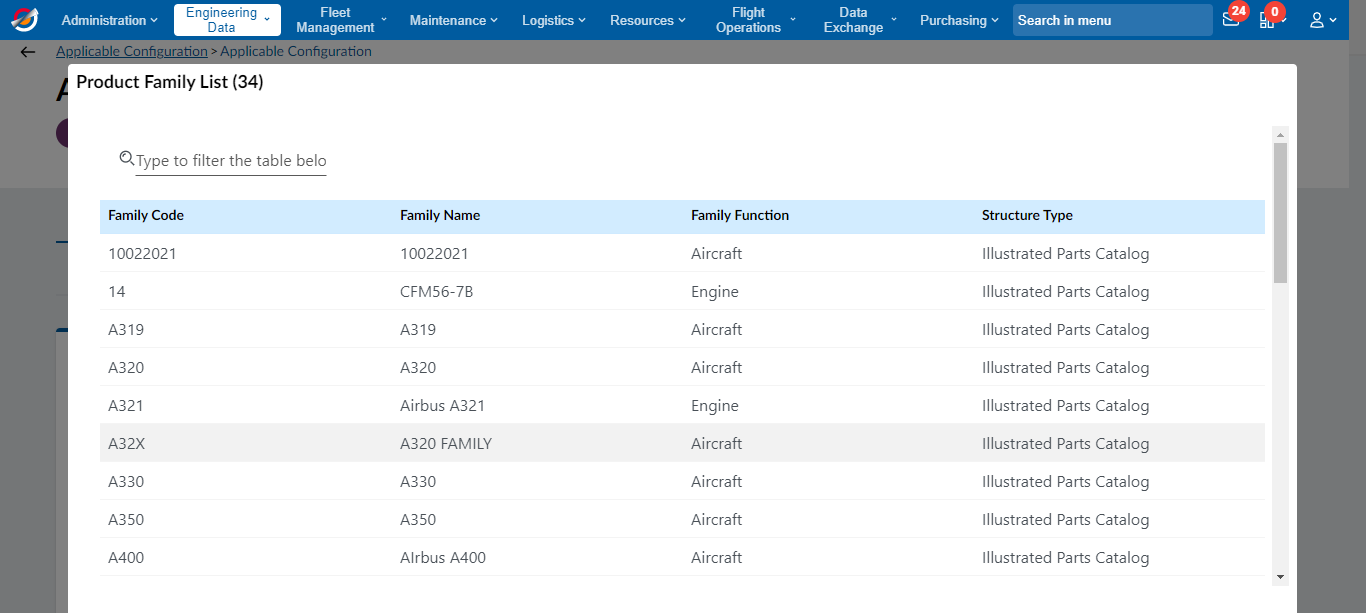 Administration
Engineering
Data
Fleet
Management
Maintenance
Logistics
Resources
Flight
Operations
Data
Exchange
Purchasing
Search in menu
24
0
Applicable Configuration > Applicable Configuration
A
Product Family List (34)
Type to filter the table belo
Family Code Family Name Family Function Structure Type
10022021 10022021 Aircraft Illustrated Parts Catalog
14 CFM56-7B Engine Illustrated Parts Catalog
A319 A319 Aircraft Illustrated Parts Catalog
A320 A320 Aircraft Illustrated Parts Catalog
A321 Airbus A321 Engine Illustrated Parts Catalog
A32X A320 FAMILY Aircraft Illustrated Parts Catalog
A330 A330 Aircraft Illustrated Parts Catalog
A350 A350 Aircraft Illustrated Parts Catalog
A400 AIrbus A400 Aircraft Illustrated Parts Catalog